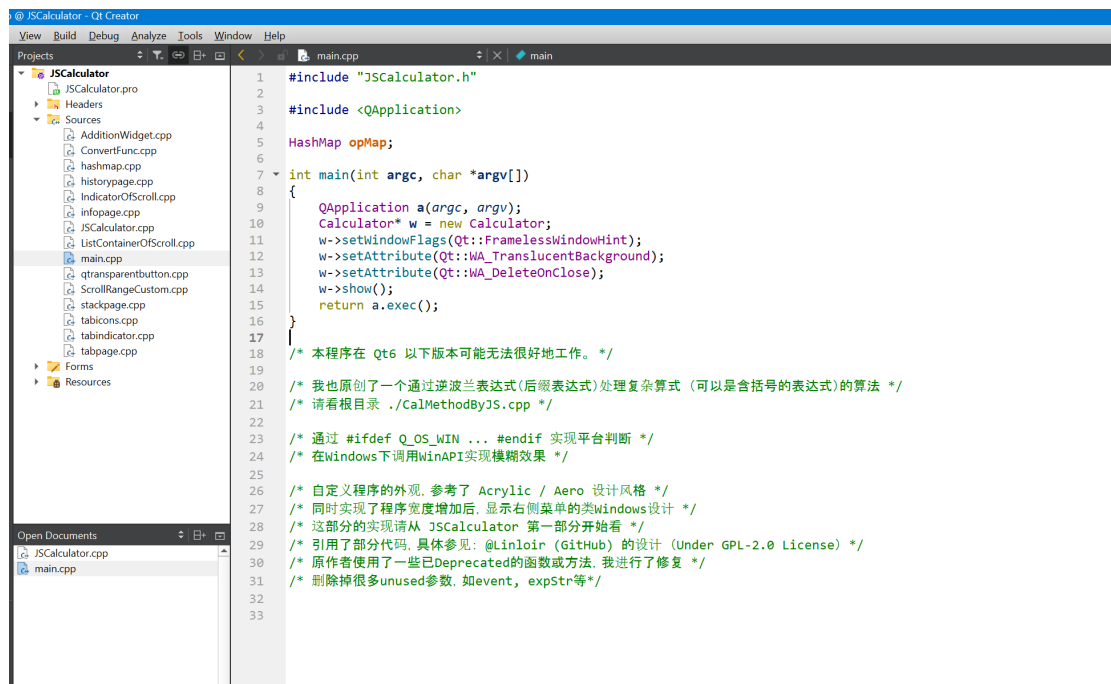 @ JSCalculator - Qt Creator
View Build Debug Analyze Tools Window Help
Projects
main.cpp
main
JSCalculator
JSCalculator.pro
Headers
Sources
AdditionWidget.cpp
ConvertFunc.cpp
hashmap.cpp
historypage.cpp
IndicatorOfScroll.cpp
infopage.cpp
JSCalculator.cpp
ListContainerOfScroll.cpp
main.cpp
qtransparentbutton.cpp
ScrollRangeCustom.cpp
stackpage.cpp
tabicons.cpp
tabindicator.cpp
tabpage.cpp
Forms
Resources
Open Documents
JSCalculator.cpp
main.cpp
1 #include "JSCalculator.h"
2
3 #include <QApplication>
4
5 HashMap opMap;
6
7 int main(int argc, char *argv[])
8 {
9 QApplication a(argc, argv);
10 Calculator* w = new Calculator;
11 w->setWindowFlags(Qt::FramelessWindowHint);
12 w->setAttribute(Qt::WA_TranslucentBackground);
13 w->setAttribute(Qt::WA_DeleteOnClose);
14 w->show();
15 return a.exec();
16 }
17
18 /* 本程序在 Qt6 以下版本可能无法很好地工作。 */
19
20 /* 我也原创了一个通过逆波兰表达式(后缀表达式)处理复杂算式 (可以是含括号的表达式)的算法 */
21 /* 请看根目录 ./CalMethodByJS.cpp */
22
23 /* 通过 #ifdef Q_OS_WIN ... #endif 实现平台判断 */
24 /* 在Windows下调用WinAPI实现模糊效果 */
25
26 /* 自定义程序的外观, 参考了 Acrylic / Aero 设计风格 */
27 /* 同时实现了程序宽度增加后, 显示右侧菜单的类Windows设计 */
28 /* 这部分的实现请从 JSCalculator 第一部分开始看 */
29 /* 引用了部分代码, 具体参见: @Linloir (GitHub) 的设计 (Under GPL-2.0 License) */
30 /* 原作者使用了一些已Deprecated的函数或方法, 我进行了修复 */
31 /* 删除掉很多unused参数, 如event, expStr等*/
32
33